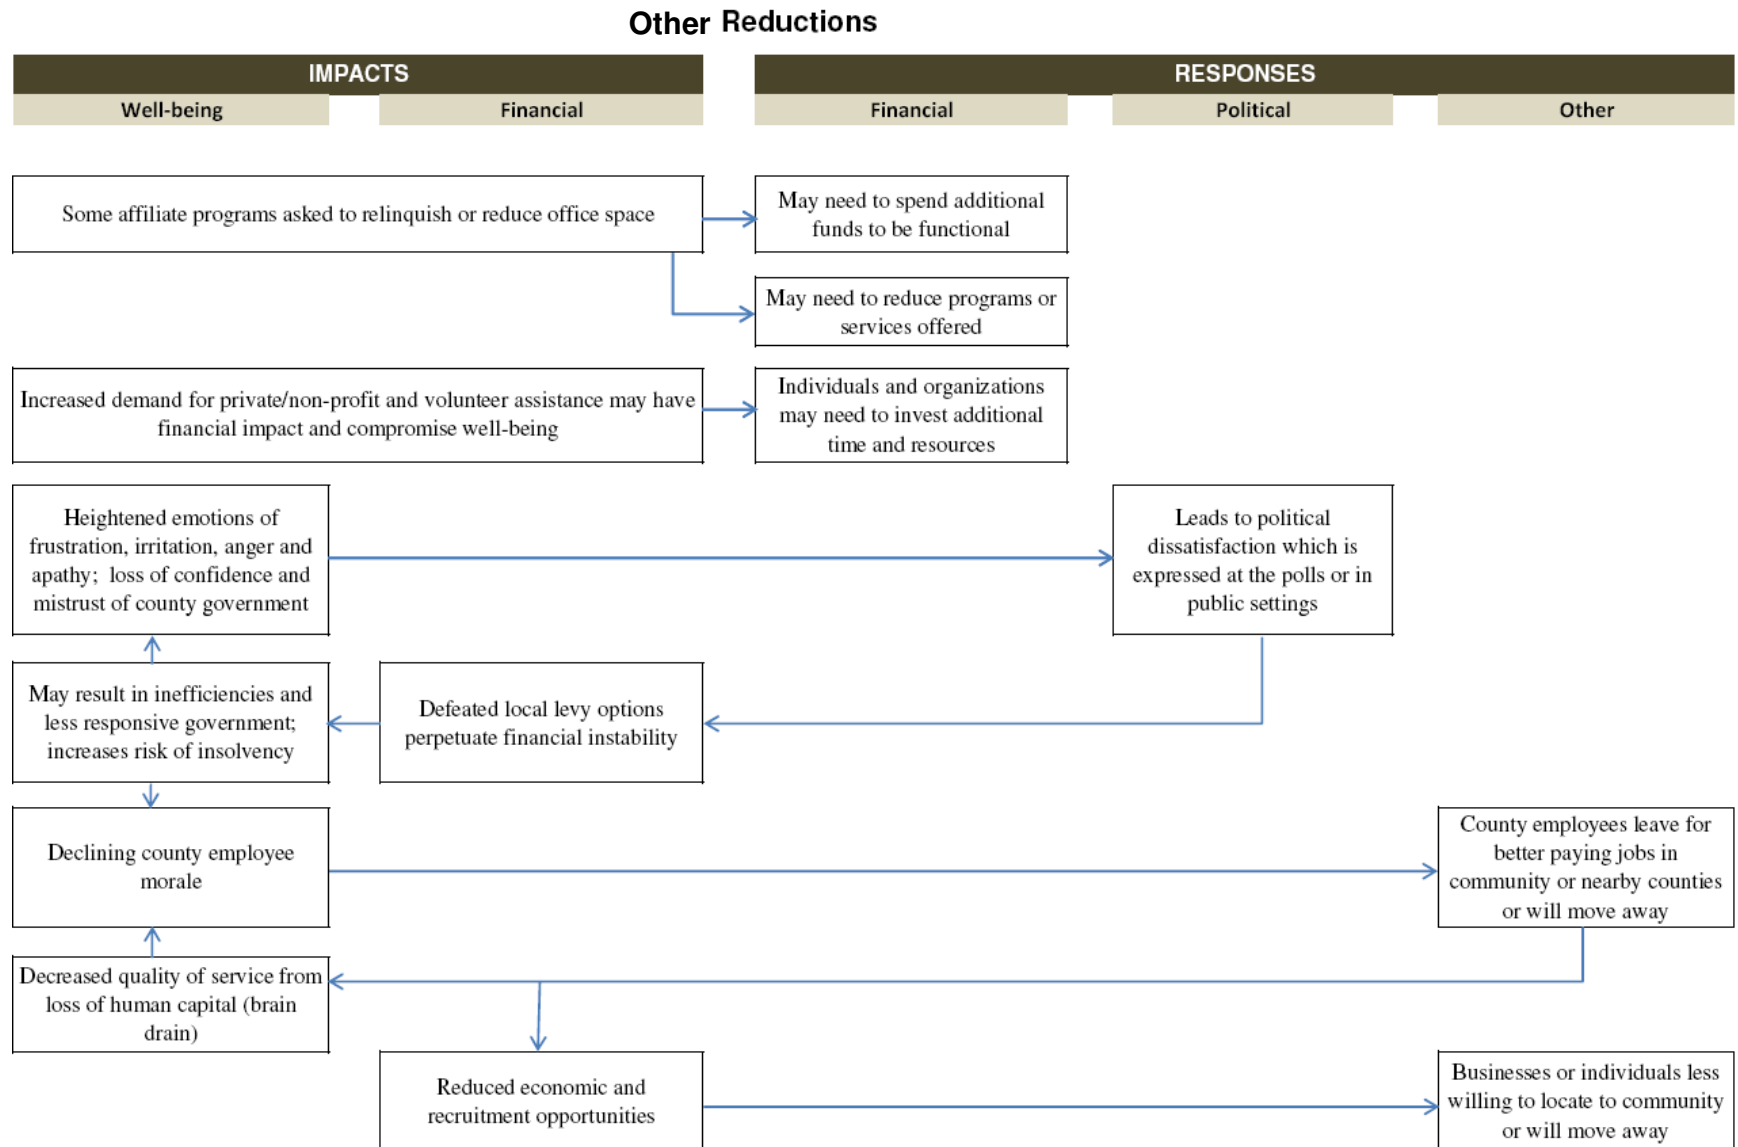 Other Reductions
IMPACTS
RESPONSES
Well-being
Financial
Financial
Political
Other
Some affiliate programs asked to relinquish or reduce office space
May need to spend additional
funds to be functional
May need to reduce programs or
services offered
Increased demand for private/non-profit and volunteer assistance may have
financial impact and compromise well-being
Individuals and organizations
may need to invest additional
time and resources
Heightened emotions of
frustration, irritation, anger and
apathy;  loss of confidence and
mistrust of county government
Leads to political
dissatisfaction which is
expressed at the polls or in
public settings
May result in inefficiencies and
less responsive government;
increases risk of insolvency
Defeated local levy options
perpetuate financial instability
Declining county employee
morale
County employees leave for
better paying jobs in
community or nearby counties
or will move away
Decreased quality of service from
loss of human capital (brain
drain)
Reduced economic and
recruitment opportunities
Businesses or individuals less
willing to locate to community
or will move away